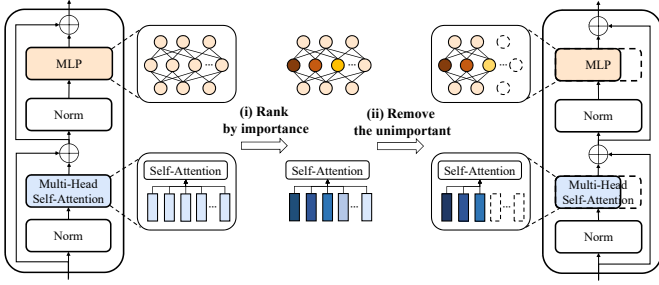 MLP
Norm
Multi-Head
Self-Attention
Norm
...
Self-Attention
...
(i) Rank
by importance
...
Self-Attention
...
(ii) Remove
the unimportant
...
Self-Attention
...
MLP
Norm
Multi-Head
Self-Attention
Norm